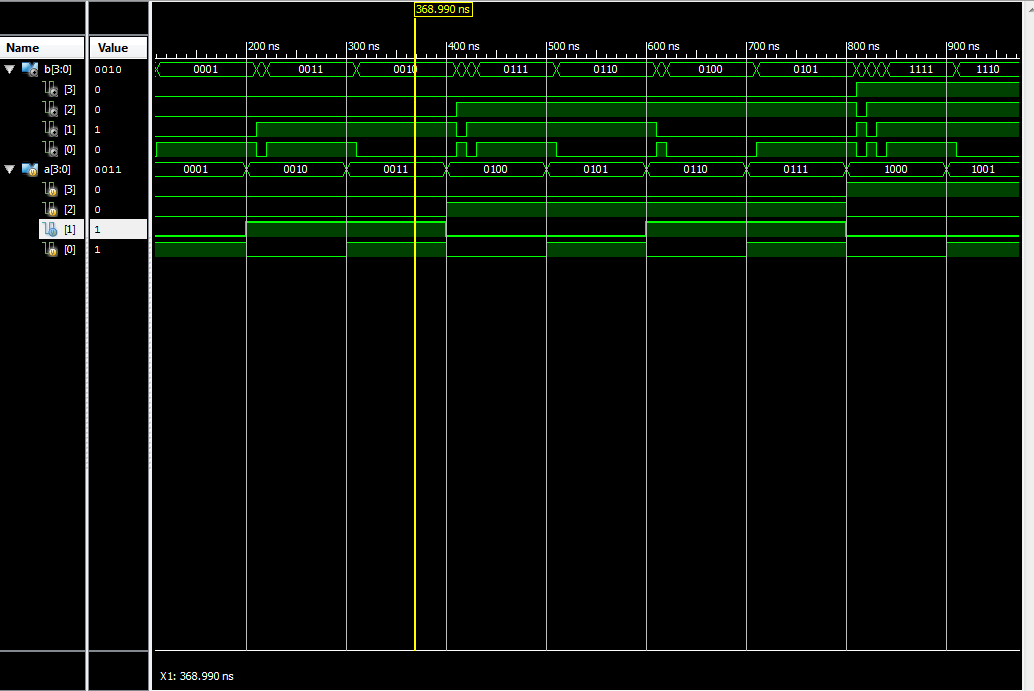 368.990 ns
Name Value
200 ns 300 ns 400 ns 500 ns 600 ns 700 ns 800 ns 900 ns
b[3:0] 0010 0001 0011 0010 0111 0110 0100 0101 1111 1110
[3] 0
[2] 0
[1] 1
[0] 0
a[3:0] 0011 0001 0010 0011 0100 0101 0110 0111 1000 1001
[3] 0
[2] 0
[1] 1
[0] 1
X1: 368.990 ns